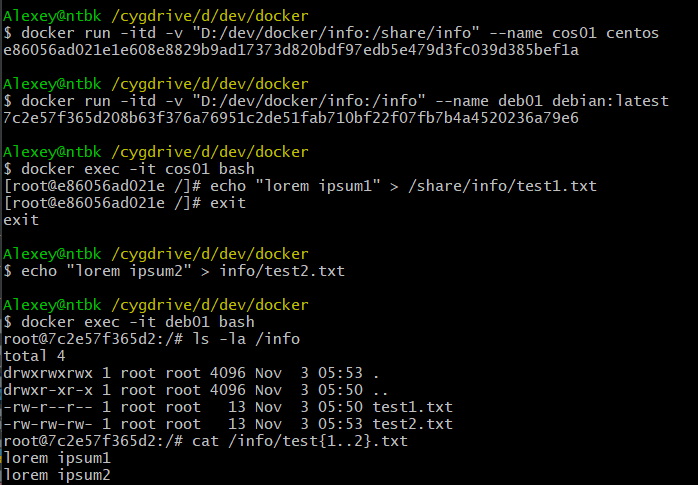 Alexey@ntbk /cygdrive/d/dev/docker
$ docker run -itd -v "D:/dev/docker/info:/share/info" --name cos01 centos
e86056ad021e1e608e8829b9ad17373d820bdf97edb5e479d3fc039d385bef1a
Alexey@ntbk /cygdrive/d/dev/docker
$ docker run -itd -v "D:/dev/docker/info:/info" --name deb01 debian:latest
7c2e57f365d208b63f376a76951c2de51fab710bf22f07fb7b4a4520236a79e6
Alexey@ntbk /cygdrive/d/dev/docker
$ docker exec -it cos01 bash
[root@e86056ad021e /]# echo "lorem ipsum1" > /share/info/test1.txt
[root@e86056ad021e /]# exit
exit
Alexey@ntbk /cygdrive/d/dev/docker
$ echo "lorem ipsum2" > info/test2.txt
Alexey@ntbk /cygdrive/d/dev/docker
$ docker exec -it deb01 bash
root@7c2e57f365d2:/# ls -la /info
total 4
drwxrwxrwx 1 root root 4096 Nov  3 05:53 .
drwxr-xr-x 1 root root 4096 Nov  3 05:50 ..
-rw-r--r-- 1 root root   13 Nov  3 05:50 test1.txt
-rw-rw-rw- 1 root root   13 Nov  3 05:53 test2.txt
root@7c2e57f365d2:/# cat /info/test{1..2}.txt
lorem ipsum1
lorem ipsum2